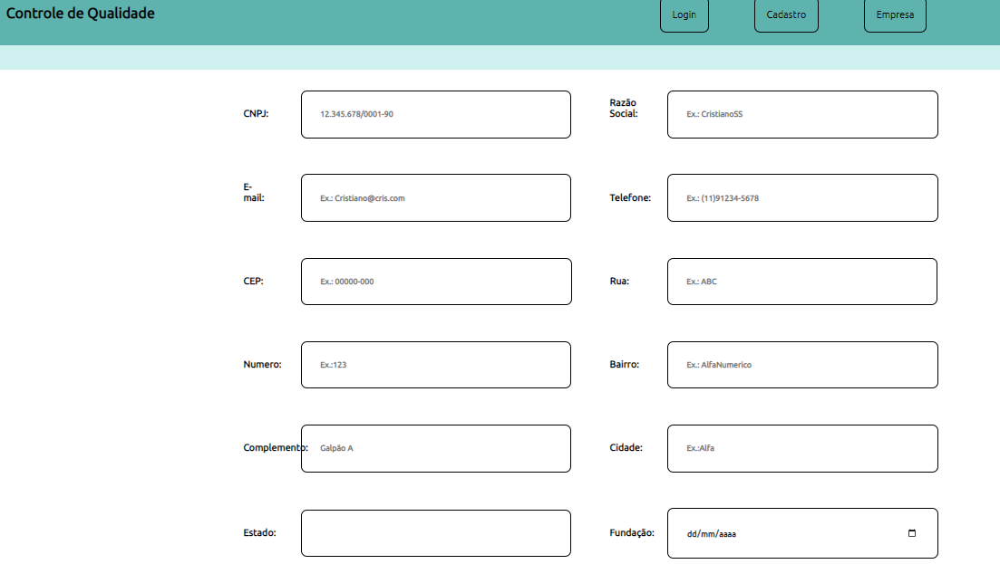 Controle de Qualidade
Login
Cadastro
Empresa
CNPJ:
12.345.678/0001-90
Razão
Social:
Ex.: CristianoSS
E-
mail:
Ex.: Cristiano@cris.com
Telefone:
Ex.: (11)91234-5678
CEP:
Ex.: 00000-000
Rua:
Ex.: ABC
Numero:
Ex.:123
Bairro:
Ex.: AlfaNumerico
Complemento:
Galpão A
Cidade:
Ex.:Alfa
Estado:
Fundação:
dd/mm/aaaa